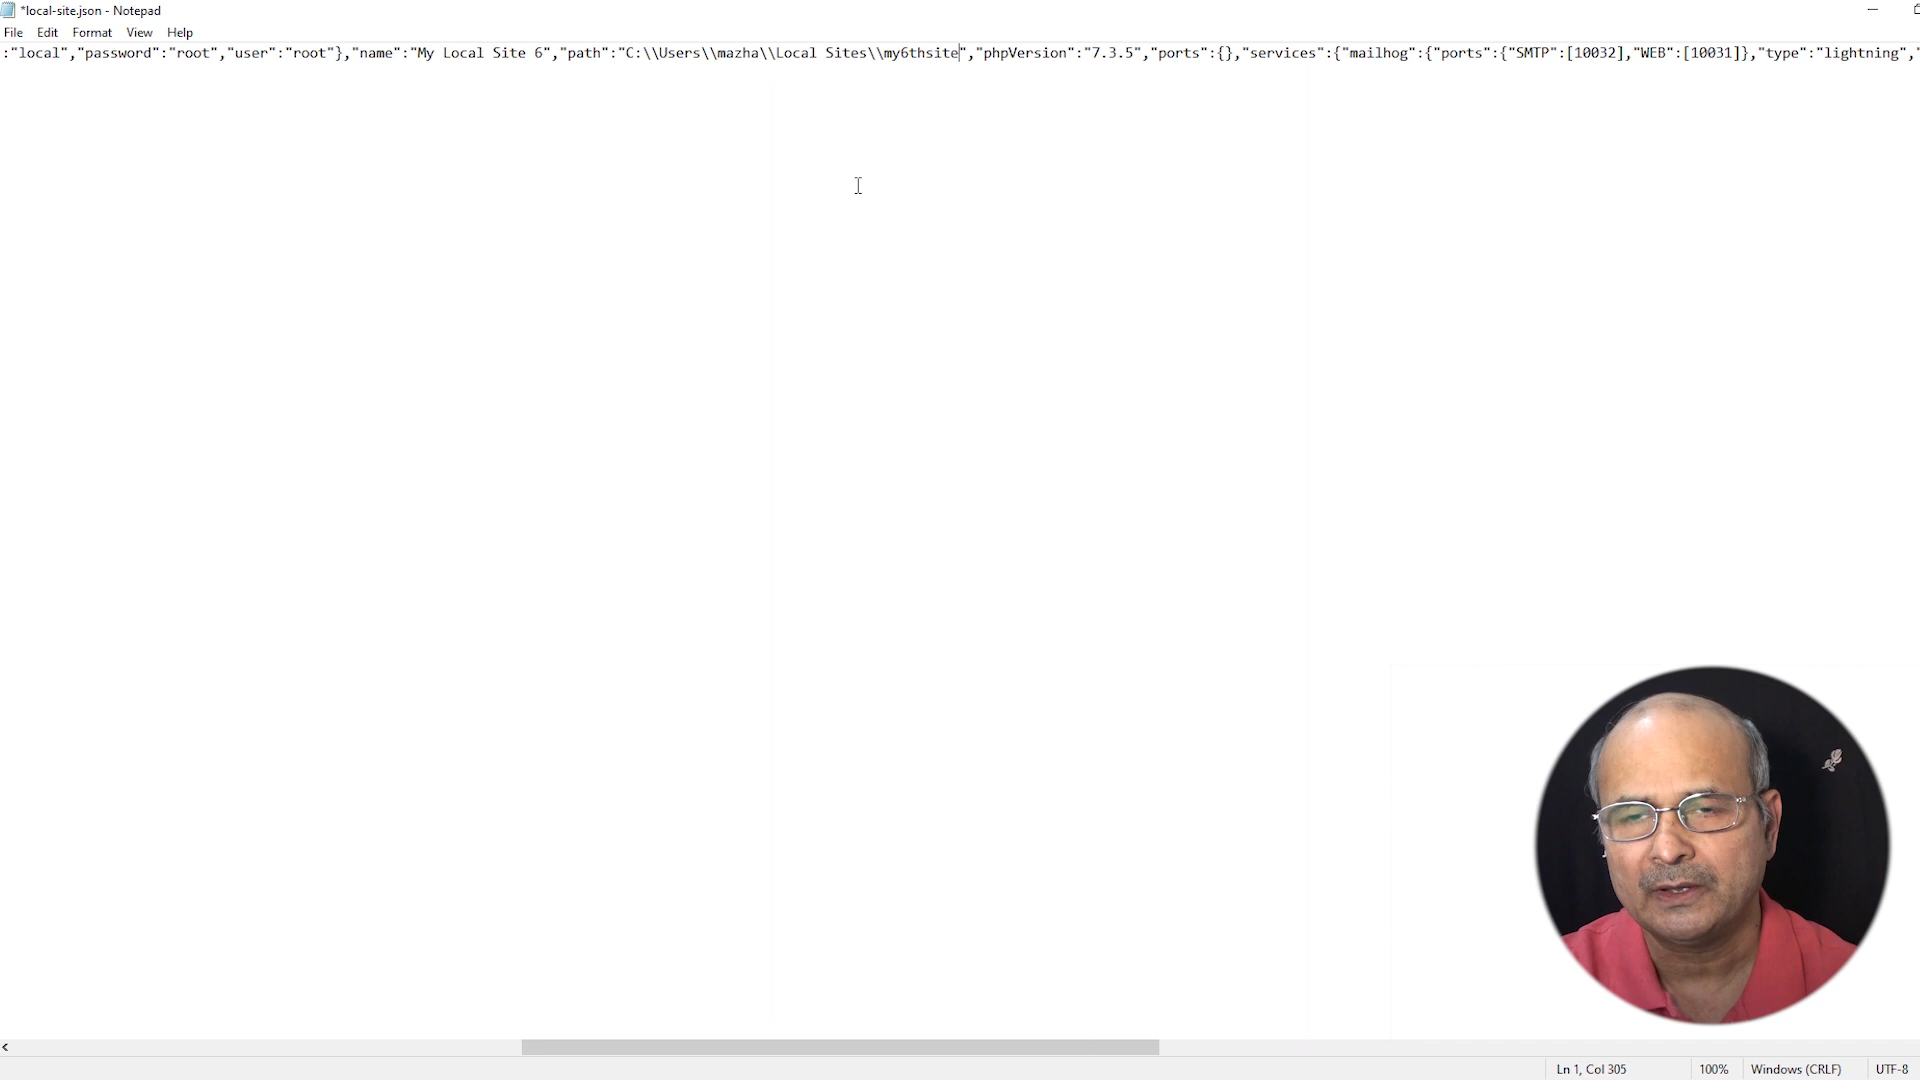 *local-site.json - Notepad
File Edit Format View Help
:"local","password":"root","user":"root"},"name":"My Local Site 6","path":"C:\\Users\\mazha\\Local Sites\\my6thsite","phpVersion":"7.3.5","ports":{},"services":{"mailhog":{"ports":{"SMTP":[10032],"WEB":[10031]},"type":"lightning","
Ln 1, Col 305 100% Windows (CRLF) UTF-8